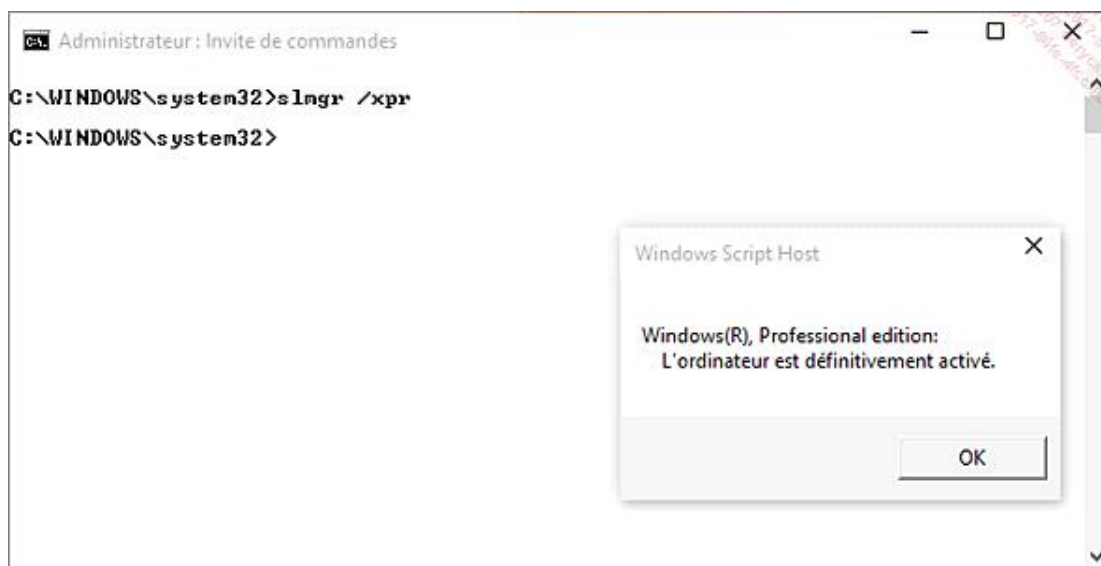 Administrateur : Invite de commandes
C:\WINDOWS\system32>slmgr /xpr
C:\WINDOWS\system32>
Windows Script Host
Windows(R), Professional edition:
L'ordinateur est définitivement activé.
OK